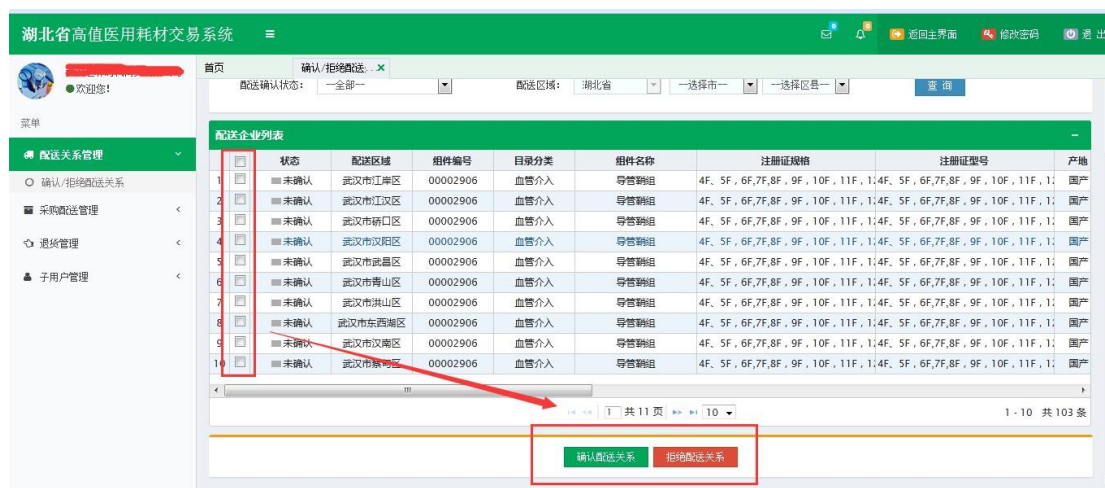 湖北省高值医用耗材交易系统 返回主界面 修改密码 退 出
首页 确认/拒绝配送... X
欢迎您!
配送确认状态: —全部— 配送区域: 湖北省 —选择市— —选择区县— 查 询
菜单
配送企业列表
配送关系管理
状态 配送区域 组件编号 目录分类 组件名称 注册证规格 注册证型号 产地
确认/拒绝配送关系
采购配送管理
退货管理
子用户管理
1 未确认 武汉市江岸区 00002906 血管介入 导管鞘组 4F、5F,6F,7F,8F,9F,10F,11F,1 4F、5F,6F,7F,8F,9F,10F,11F,1 国产
2 未确认 武汉市江汉区 00002906 血管介入 导管鞘组 4F、5F,6F,7F,8F,9F,10F,11F,1 4F、5F,6F,7F,8F,9F,10F,11F,1 国产
3 未确认 武汉市硚口区 00002906 血管介入 导管鞘组 4F、5F,6F,7F,8F,9F,10F,11F,1 4F、5F,6F,7F,8F,9F,10F,11F,1 国产
4 未确认 武汉市汉阳区 00002906 血管介入 导管鞘组 4F、5F,6F,7F,8F,9F,10F,11F,1 4F、5F,6F,7F,8F,9F,10F,11F,1 国产
5 未确认 武汉市武昌区 00002906 血管介入 导管鞘组 4F、5F,6F,7F,8F,9F,10F,11F,1 4F、5F,6F,7F,8F,9F,10F,11F,1 国产
6 未确认 武汉市青山区 00002906 血管介入 导管鞘组 4F、5F,6F,7F,8F,9F,10F,11F,1 4F、5F,6F,7F,8F,9F,10F,11F,1 国产
7 未确认 武汉市洪山区 00002906 血管介入 导管鞘组 4F、5F,6F,7F,8F,9F,10F,11F,1 4F、5F,6F,7F,8F,9F,10F,11F,1 国产
8 未确认 武汉市东西湖区 00002906 血管介入 导管鞘组 4F、5F,6F,7F,8F,9F,10F,11F,1 4F、5F,6F,7F,8F,9F,10F,11F,1 国产
9 未确认 武汉市汉南区 00002906 血管介入 导管鞘组 4F、5F,6F,7F,8F,9F,10F,11F,1 4F、5F,6F,7F,8F,9F,10F,11F,1 国产
10 未确认 武汉市蔡甸区 00002906 血管介入 导管鞘组 4F、5F,6F,7F,8F,9F,10F,11F,1 4F、5F,6F,7F,8F,9F,10F,11F,1 国产
1 共 11 页 10 1 - 10 共 103 条
确认配送关系 拒绝配送关系